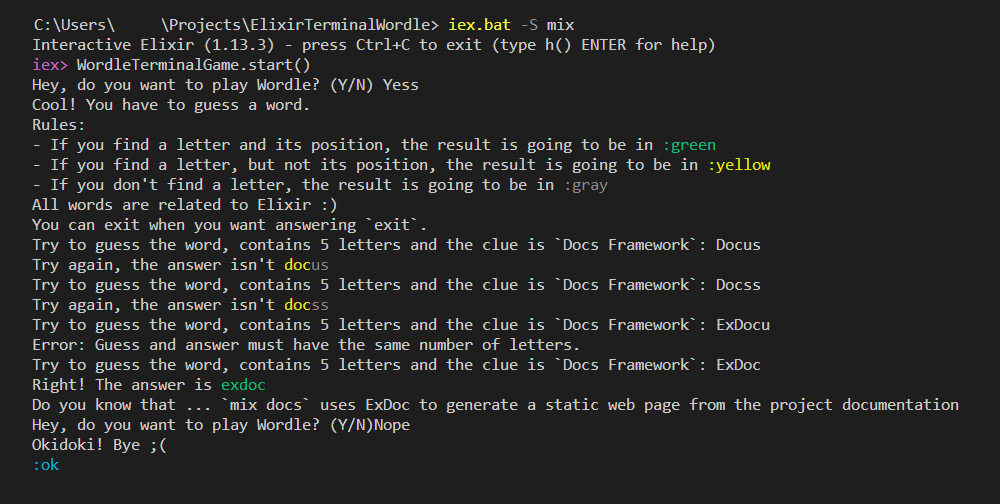 C:\Users\ \Projects\ElixirTerminalWordle> iex.bat -S mix
Interactive Elixir (1.13.3) - press Ctrl+C to exit (type h() ENTER for help)
iex> WordleTerminalGame.start()
Hey, do you want to play Wordle? (Y/N) Yess
Cool! You have to guess a word.
Rules:
- If you find a letter and its position, the result is going to be in :green
- If you find a letter, but not its position, the result is going to be in :yellow
- If you don't find a letter, the result is going to be in :gray
All words are related to Elixir :)
You can exit when you want answering `exit`.
Try to guess the word, contains 5 letters and the clue is `Docs Framework`: Docus
Try again, the answer isn't docus
Try to guess the word, contains 5 letters and the clue is `Docs Framework`: Docss
Try again, the answer isn't docss
Try to guess the word, contains 5 letters and the clue is `Docs Framework`: ExDocu
Error: Guess and answer must have the same number of letters.
Try to guess the word, contains 5 letters and the clue is `Docs Framework`: ExDoc
Right! The answer is exdoc
Do you know that ... `mix docs` uses ExDoc to generate a static web page from the project documentation
Hey, do you want to play Wordle? (Y/N)Nope
Okidoki! Bye ;(
:ok